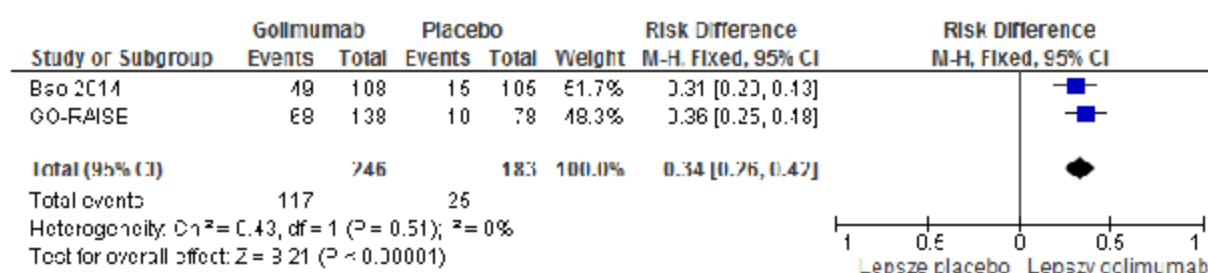 Golimumab Placebo Risk Difference Risk Difference
Study or Subgroup Events Total Events Total Weight M-H, Fixed, 95% CI M-H, Fixed, 95% CI
Bao 2014 49 108 15 105 51.7% 0.31 [0.20, 0.43]
GO-RAISE 68 138 10 78 48.3% 0.36 [0.25, 0.48]
Total (95% CI) 246 183 100.0% 0.34 [0.26, 0.42]
Total events 117 25
Heterogeneity: Chi² = 0.43, df = 1 (P = 0.51); I² = 0%
Test for overall effect: Z = 8.21 (P < 0.00001)
1 0.5 0 0.5 1
Lepsze placebo Lepszy golimumab